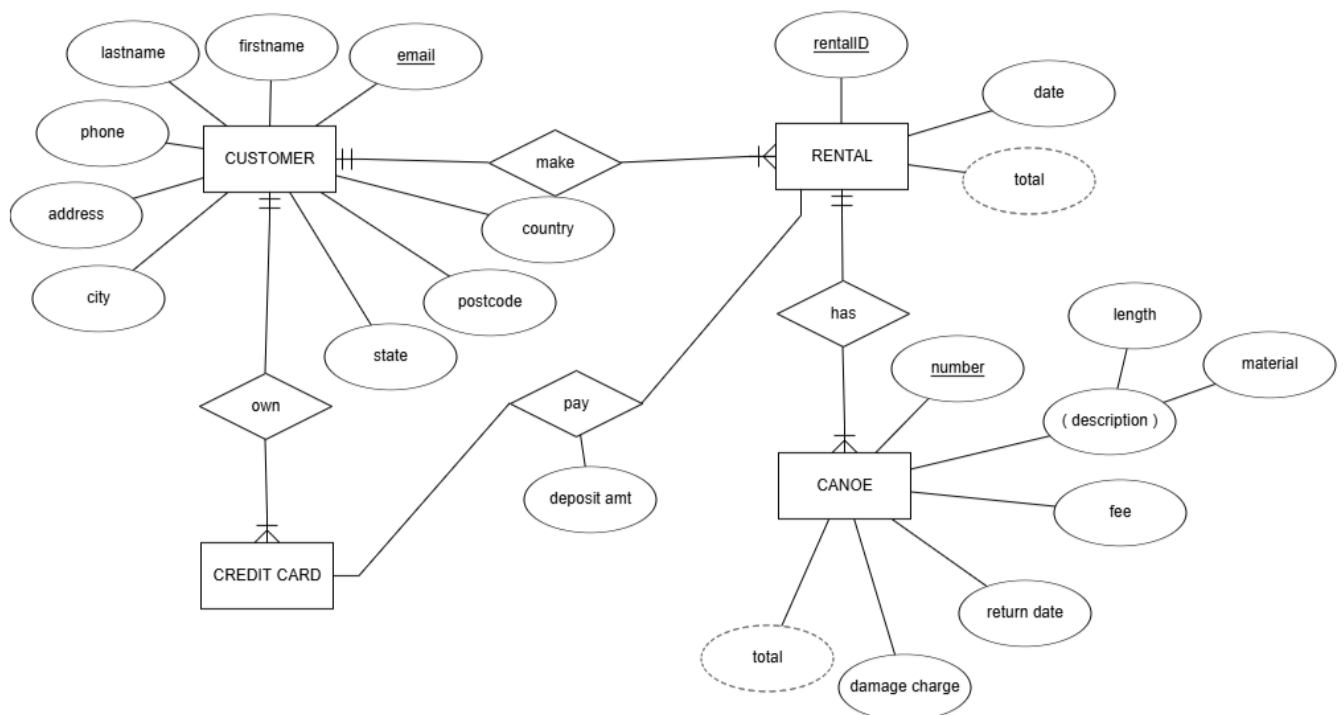 lastname
firstname
email
rentalID
phone
CUSTOMER
make
RENTAL
date
total
address
country
city
postcode
state
has
length
material
number
( description )
own
pay
deposit amt
CANOE
fee
CREDIT CARD
return date
total
damage charge